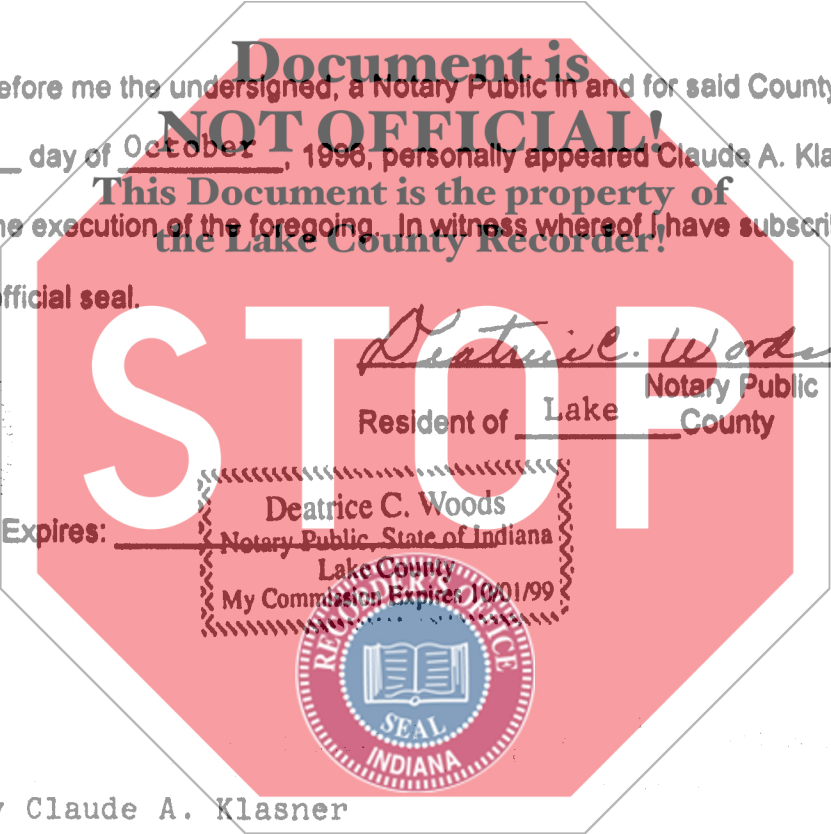 Document is
efore me the undersigned, a Notary Public in and for said County
NOT OFFICIAL!
day of October, 1996, personally appeared Claude A. Kla
This Document is the property of
e execution of the foregoing. In witness whereof I have subscri
the Lake County Recorder!
fficial seal.
STOP
Deatrice C. Woods
Notary Public
Resident of Lake County
Deatrice C. Woods
Expires:
Notary Public, State of Indiana
Lake County
My Commission Expires 10/01/99
RECORDER'S OFFICE
SEAL
INDIANA
Claude A. Klasner